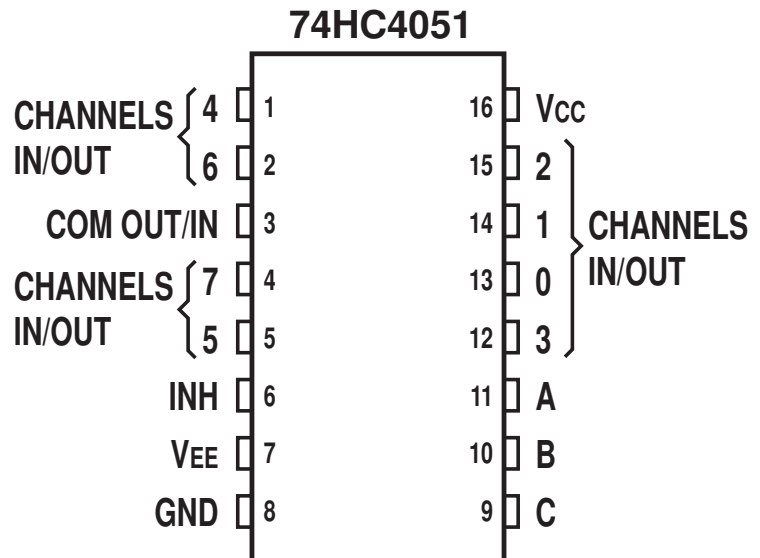 74HC4051
CHANNELS
IN/OUT
4 1 16 VCC
6 2 15 2
COM OUT/IN 3 14 1
CHANNELS
IN/OUT
CHANNELS
IN/OUT
7 4 13 0
5 5 12 3
INH 6 11 A
VEE 7 10 B
GND 8 9 C